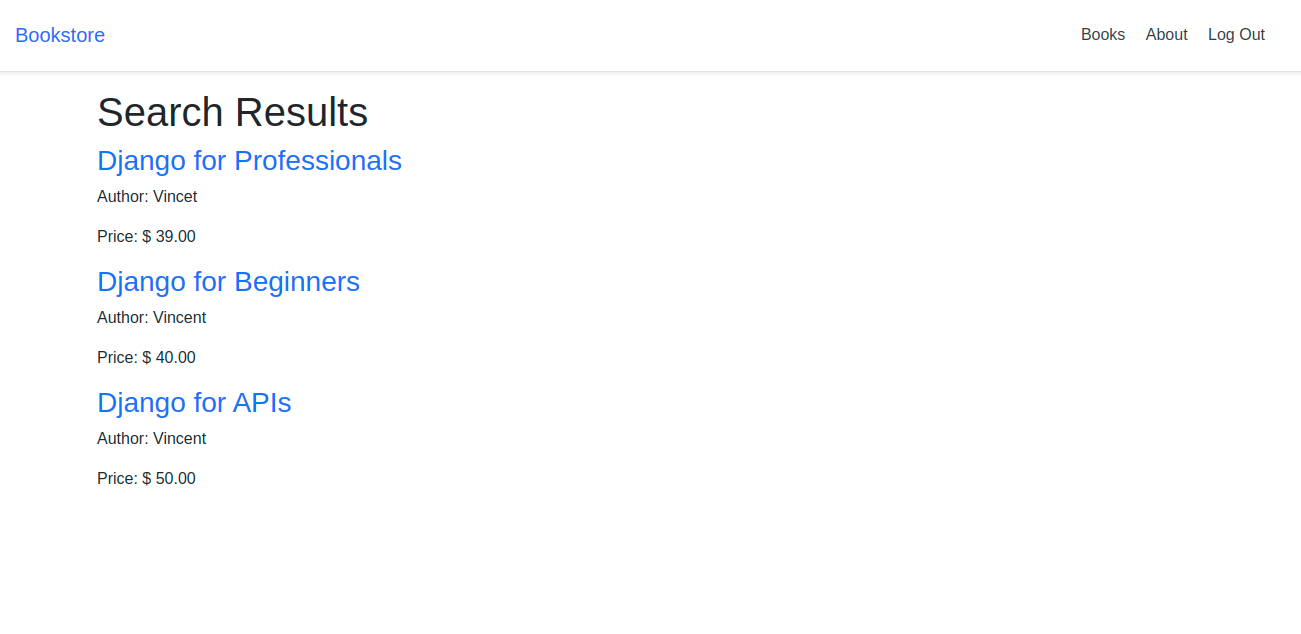 Bookstore
Books About Log Out
Search Results
Django for Professionals
Author: Vincet
Price: $ 39.00
Django for Beginners
Author: Vincent
Price: $ 40.00
Django for APIs
Author: Vincent
Price: $ 50.00